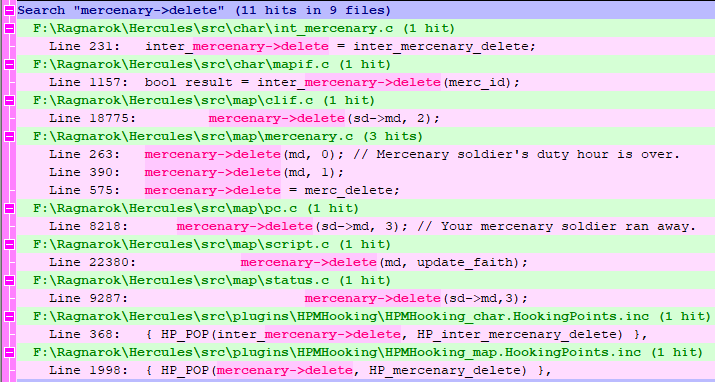 Search "mercenary->delete" (11 hits in 9 files)
F:\Ragnarok\Hercules\src\char\int_mercenary.c (1 hit)
Line 231: inter_mercenary->delete = inter_mercenary_delete;
F:\Ragnarok\Hercules\src\char\mapif.c (1 hit)
Line 1157: bool result = inter_mercenary->delete(merc_id);
F:\Ragnarok\Hercules\src\map\clif.c (1 hit)
Line 18775: mercenary->delete(sd->md, 2);
F:\Ragnarok\Hercules\src\map\mercenary.c (3 hits)
Line 263: mercenary->delete(md, 0); // Mercenary soldier's duty hour is over.
Line 390: mercenary->delete(md, 1);
Line 575: mercenary->delete = merc_delete;
F:\Ragnarok\Hercules\src\map\pc.c (1 hit)
Line 8218: mercenary->delete(sd->md, 3); // Your mercenary soldier ran away.
F:\Ragnarok\Hercules\src\map\script.c (1 hit)
Line 22380: mercenary->delete(md, update_faith);
F:\Ragnarok\Hercules\src\map\status.c (1 hit)
Line 9287: mercenary->delete(sd->md,3);
F:\Ragnarok\Hercules\src\plugins\HPMHooking\HPMHooking_char.HookingPoints.inc (1 hit)
Line 368: { HP_POP(inter_mercenary->delete, HP_inter_mercenary_delete) },
F:\Ragnarok\Hercules\src\plugins\HPMHooking\HPMHooking_map.HookingPoints.inc (1 hit)
Line 1998: { HP_POP(mercenary->delete, HP_mercenary_delete) },